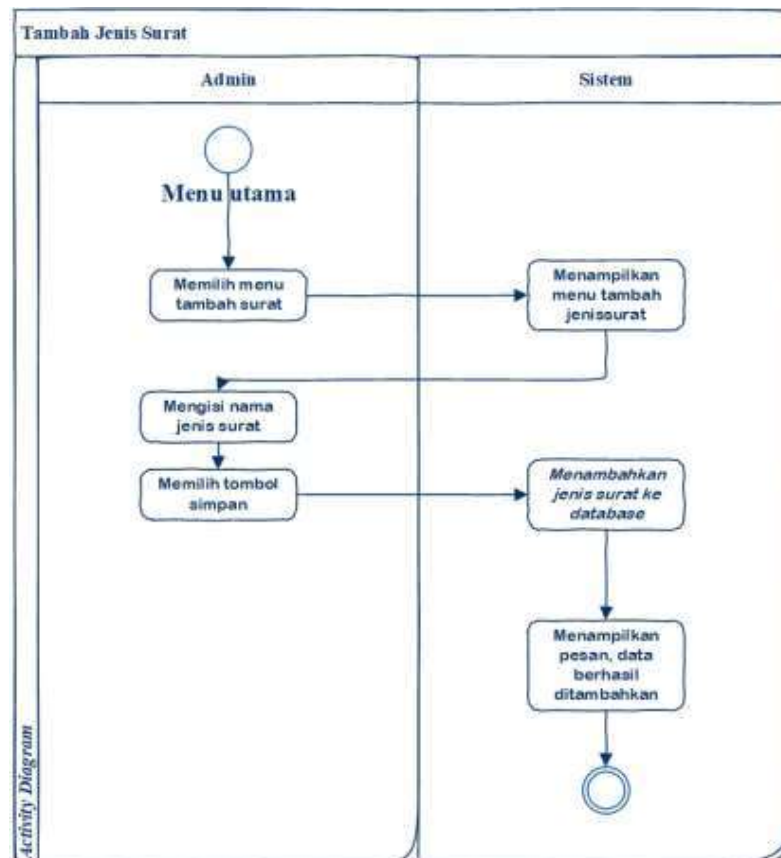 Tambah Jenis Surat
Admin
Sistem
Menu utama
Memilih menu
tambah surat
Menampilkan
menu tambah
jenissurat
Mengisi nama
jenis surat
Memilih tombol
simpan
Menambahkan
jenis surat ke
database
Menampilkan
pesan, data
berhasil
ditambahkan
Activity Diagram